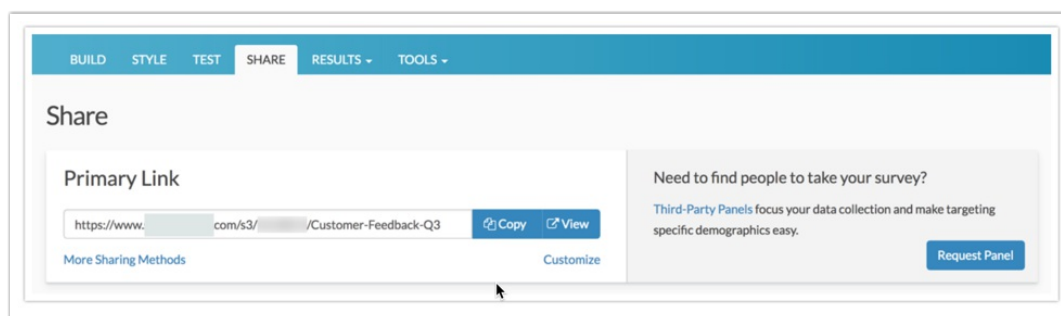 BUILD STYLE TEST SHARE RESULTS TOOLS
Share
Primary Link
https://www. com/s3/ /Customer-Feedback-Q3 Copy View
More Sharing Methods Customize
Need to find people to take your survey?
Third-Party Panels focus your data collection and make targeting
specific demographics easy.
Request Panel